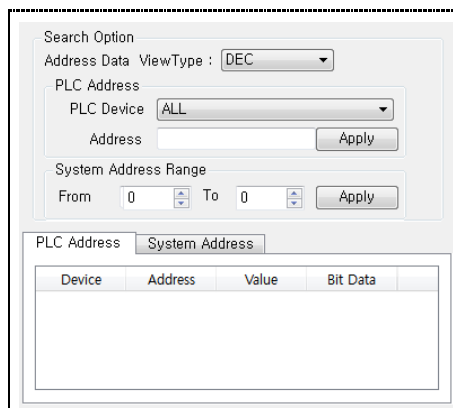 Search Option
Address Data ViewType : DEC
PLC Address
PLC Device ALL
Address Apply
System Address Range
From 0 To 0 Apply
PLC Address System Address
Device Address Value Bit Data